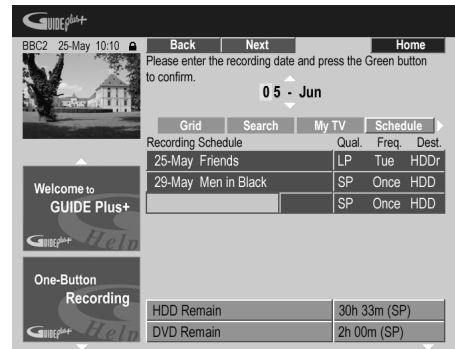 GUIDE plus+
BBC2 25-May 10:10
Back Next Home
Please enter the recording date and press the Green button
to confirm.
05 - Jun
Grid Search My TV Schedule
Recording Schedule Qual. Freq. Dest.
25-May Friends LP Tue HDDr
29-May Men in Black SP Once HDD
SP Once HDD
Welcome to
GUIDE Plus+
GUIDE plus+ Help
One-Button
Recording
GUIDE plus+ Help
HDD Remain 30h 33m (SP)
DVD Remain 2h 00m (SP)